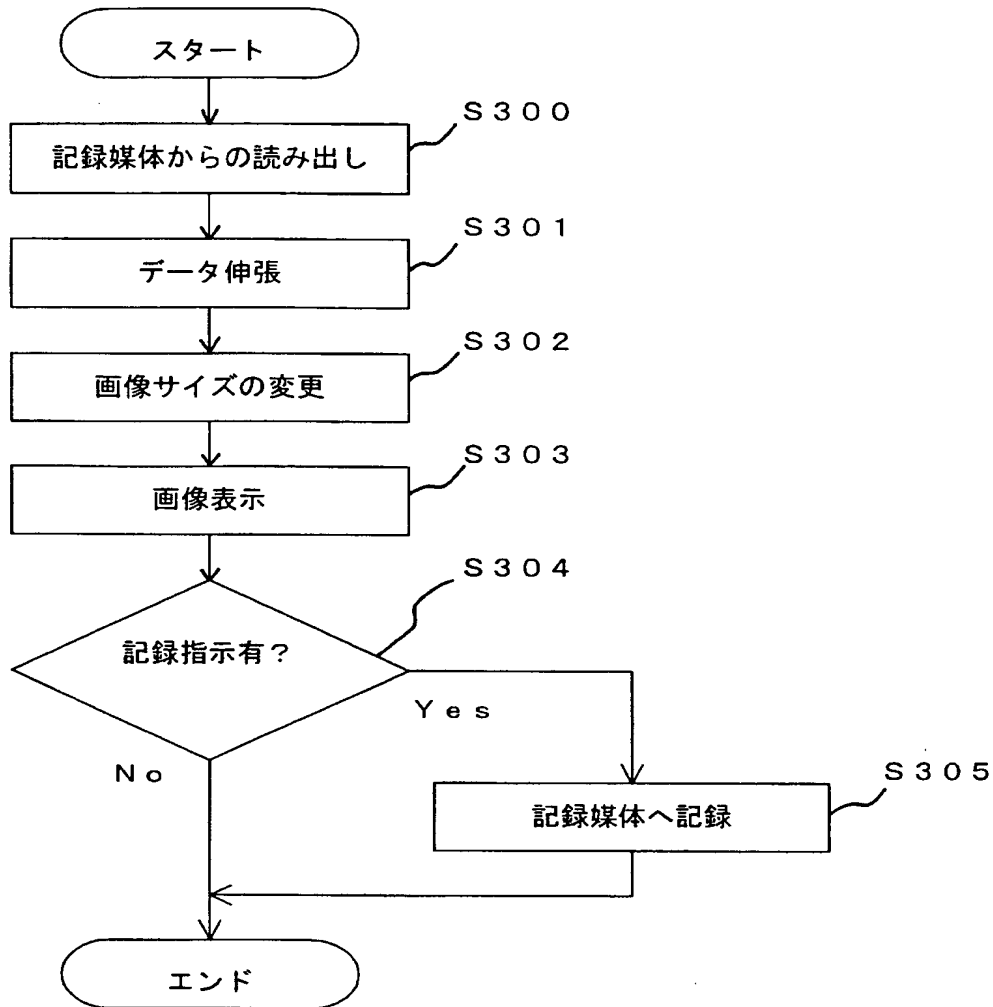 スタート
S300
記録媒体からの読み出し
S301
データ伸張
S302
画像サイズの変更
S303
画像表示
S304
記録指示有?
Yes
No
S305
記録媒体へ記録
エンド